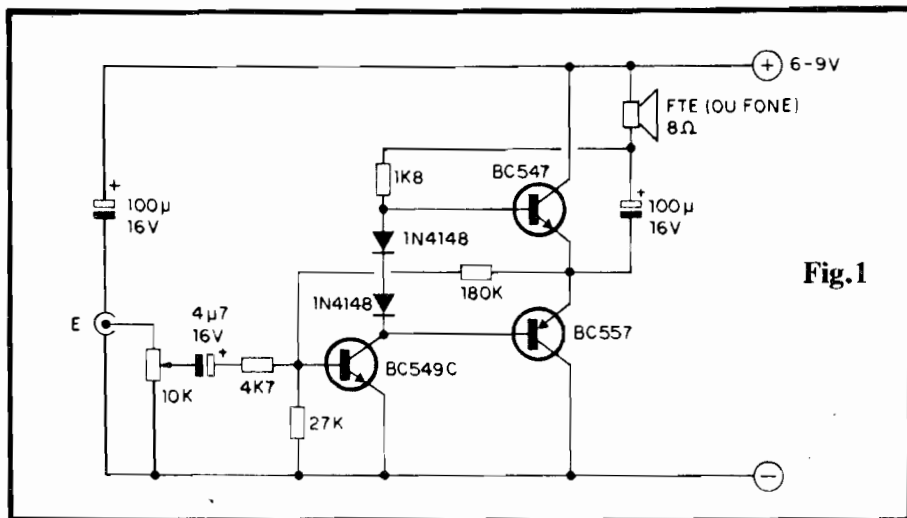 6-9V
FTE (OU FONE)
8Ω
1K8
BC547
100μ
16V
100μ
16V
1N4148
Fig.1
180K
1N4148
E
4μ7
16V
BC557
BC549C
4K7
10K
27K